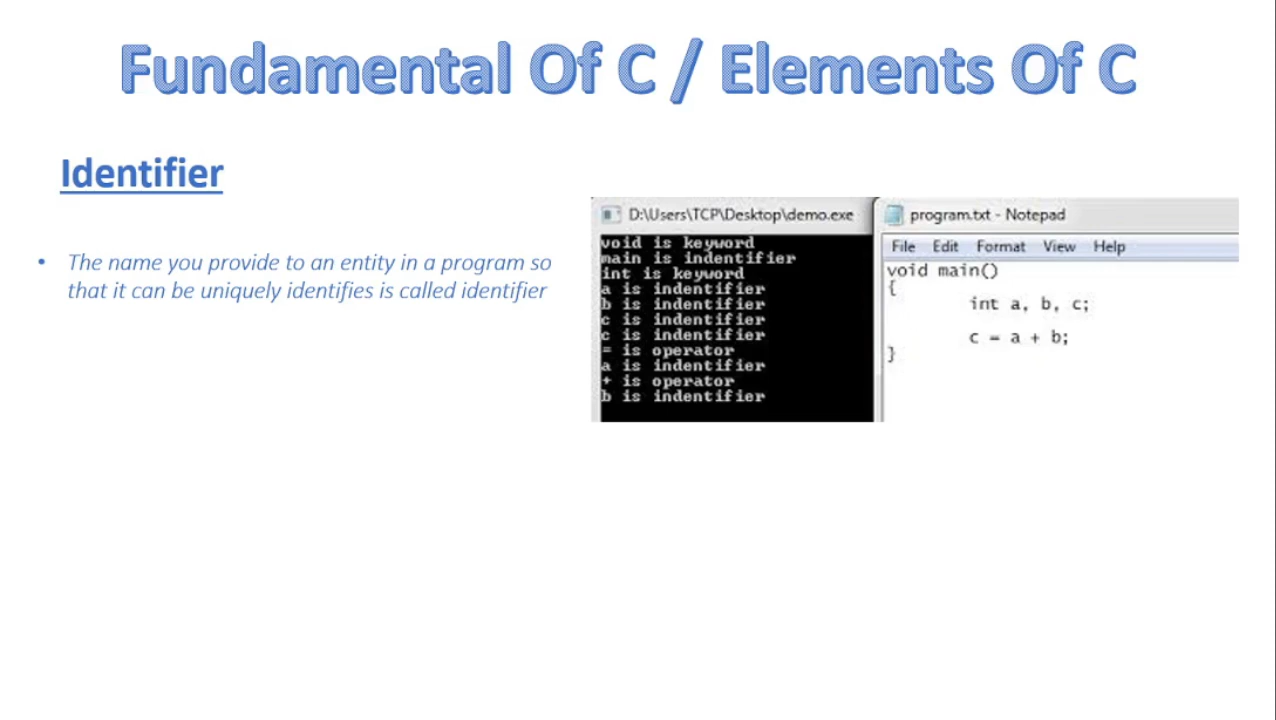 Fundamental Of C / Elements Of C
Identifier
• The name you provide to an entity in a program so
that it can be uniquely identifies is called identifier
D:\Users\TCP\Desktop\demo.exe
void is keyword
main is indentifier
int is keyword
a is indentifier
b is indentifier
c is indentifier
c is indentifier
= is operator
a is indentifier
+ is operator
b is indentifier
program.txt - Notepad
File Edit Format View Help
void main()
{
int a, b, c;
c = a + b;
}